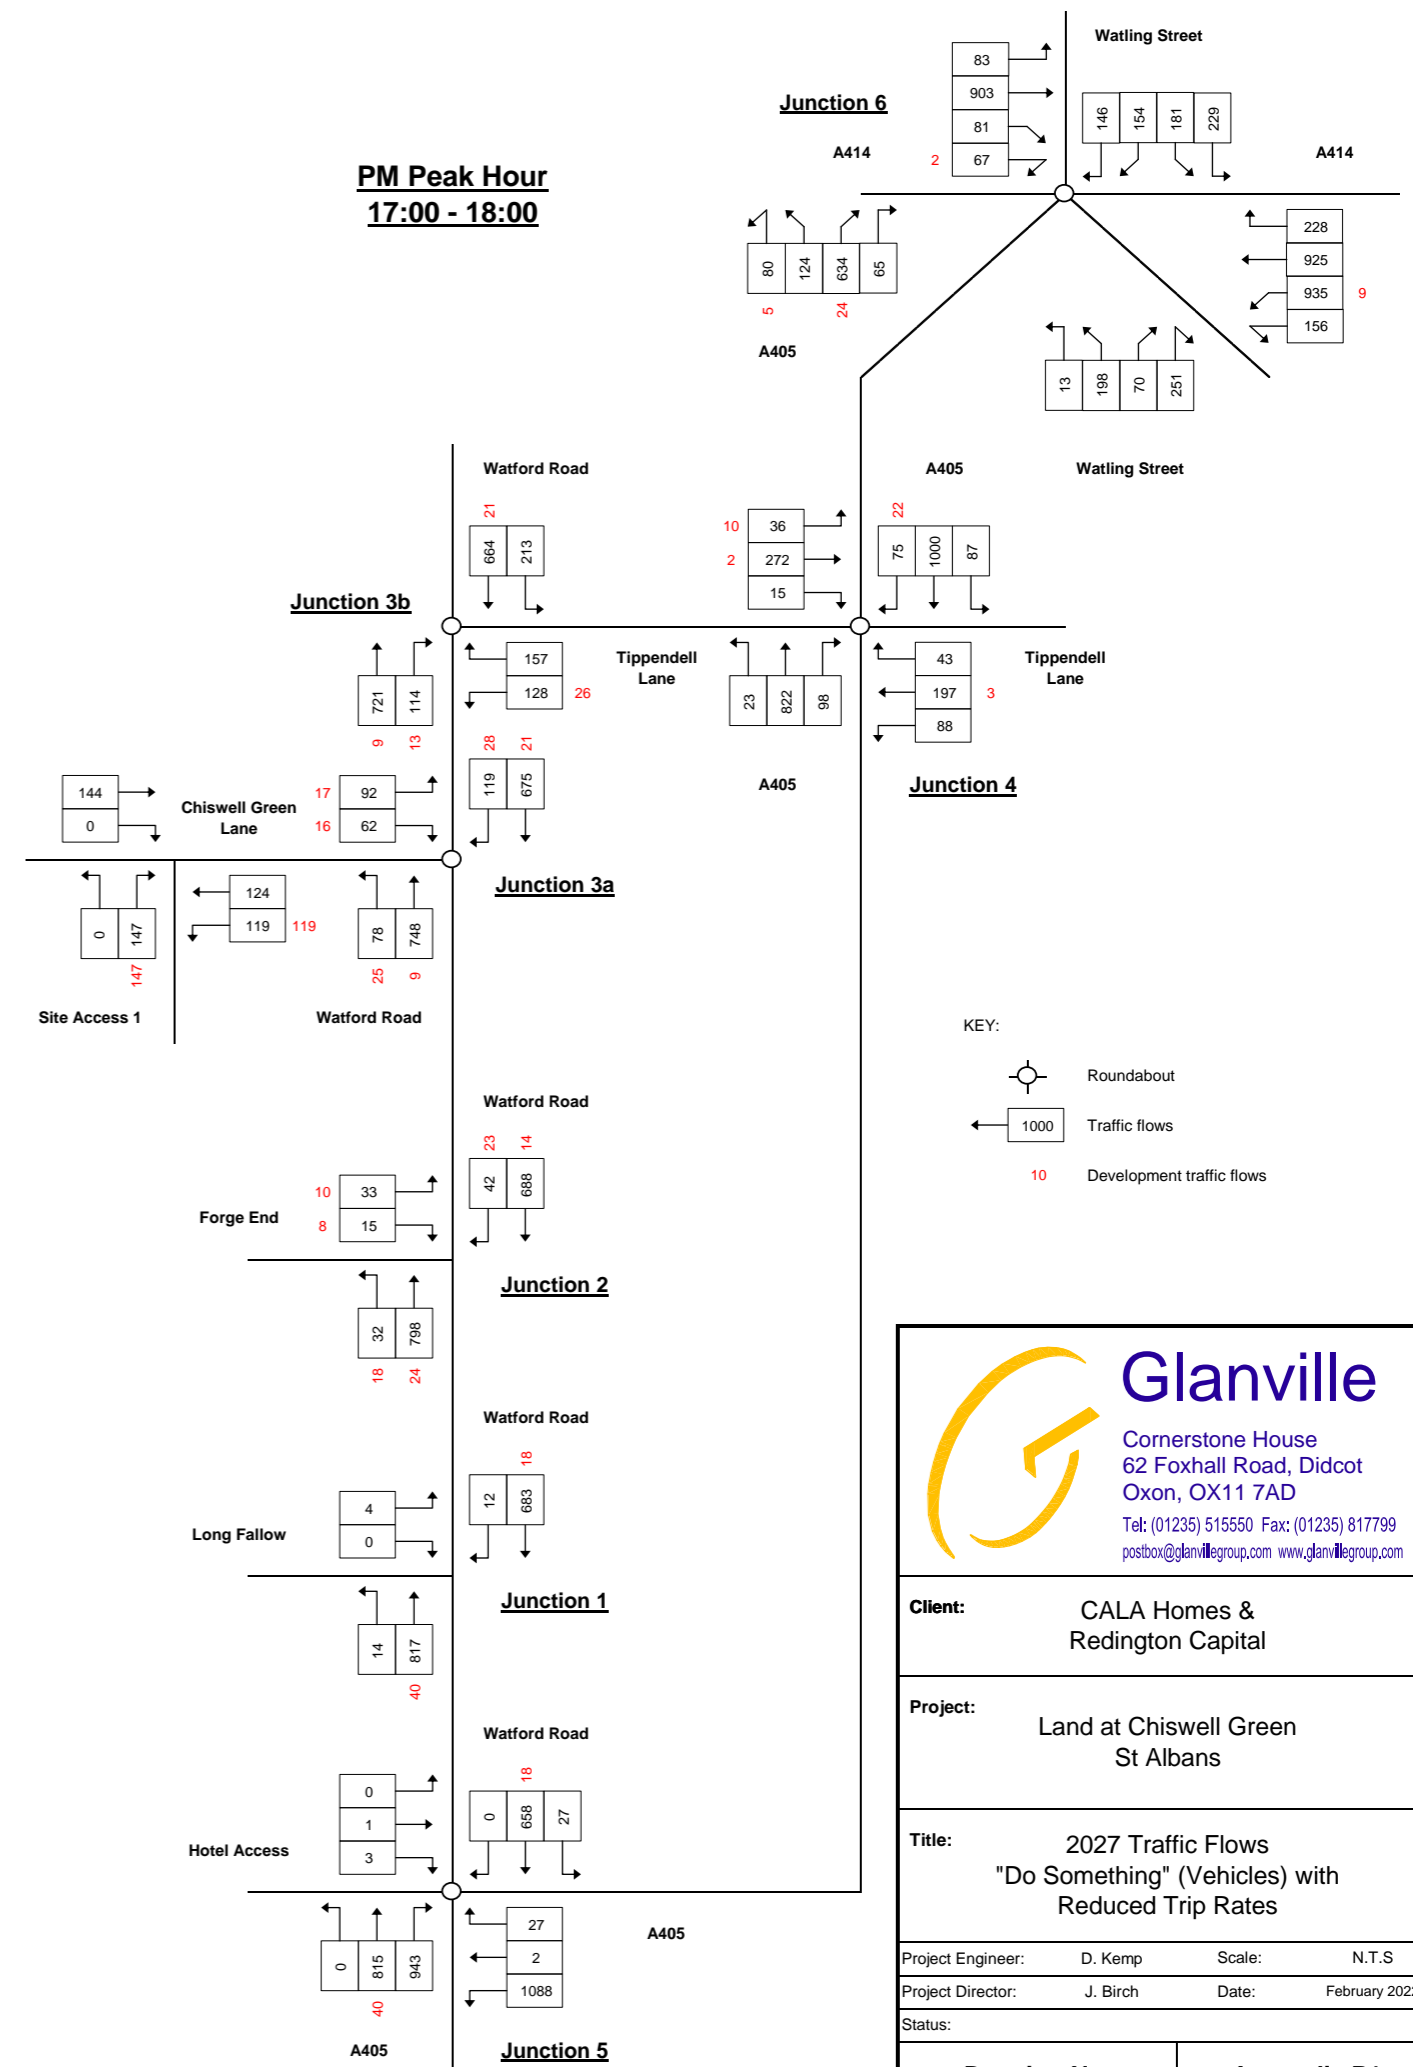 Watling Street
83
903
81
2 67
Junction 6
146 154 181 229
A414
A414
PM Peak Hour
17:00 - 18:00
80 124 634 65
5 24
A405
228
925
935 9
156
13 198 70 251
Watling Street
A405
Watford Road
21
664 213
10 36
2 272
15
22
75 1000 87
Junction 3b
721 114
9 13
157
128 26
Tippendell
Lane
23 822 98
A405
43
197 3
88
Tippendell
Lane
Junction 4
28 21
119 675
144
0
Chiswell Green
Lane
17 92
16 62
Junction 3a
0 147
147
124
119 119
78 748
25 9
Site Access 1
Watford Road
KEY:
Roundabout
1000 Traffic flows
10 Development traffic flows
Watford Road
23 14
42 688
10 33
8 15
Forge End
Junction 2
32 798
18 24
Watford Road
18
12 683
4
0
Long Fallow
Junction 1
14 817
40
Watford Road
18
0 658 27
0
1
3
Hotel Access
0 815 943
40
27
2
1088
A405
A405
Junction 5
Glanville
Cornerstone House
62 Foxhall Road, Didcot
Oxon, OX11 7AD
Tel: (01235) 515550 Fax: (01235) 817799
postbox@glanvillegroup.com www.glanvillegroup.com
Client:
CALA Homes &
Redington Capital
Project:
Land at Chiswell Green
St Albans
Title:
2027 Traffic Flows
"Do Something" (Vehicles) with
Reduced Trip Rates
Project Engineer: D. Kemp Scale: N.T.S
Project Director: J. Birch Date: February 202
Status: